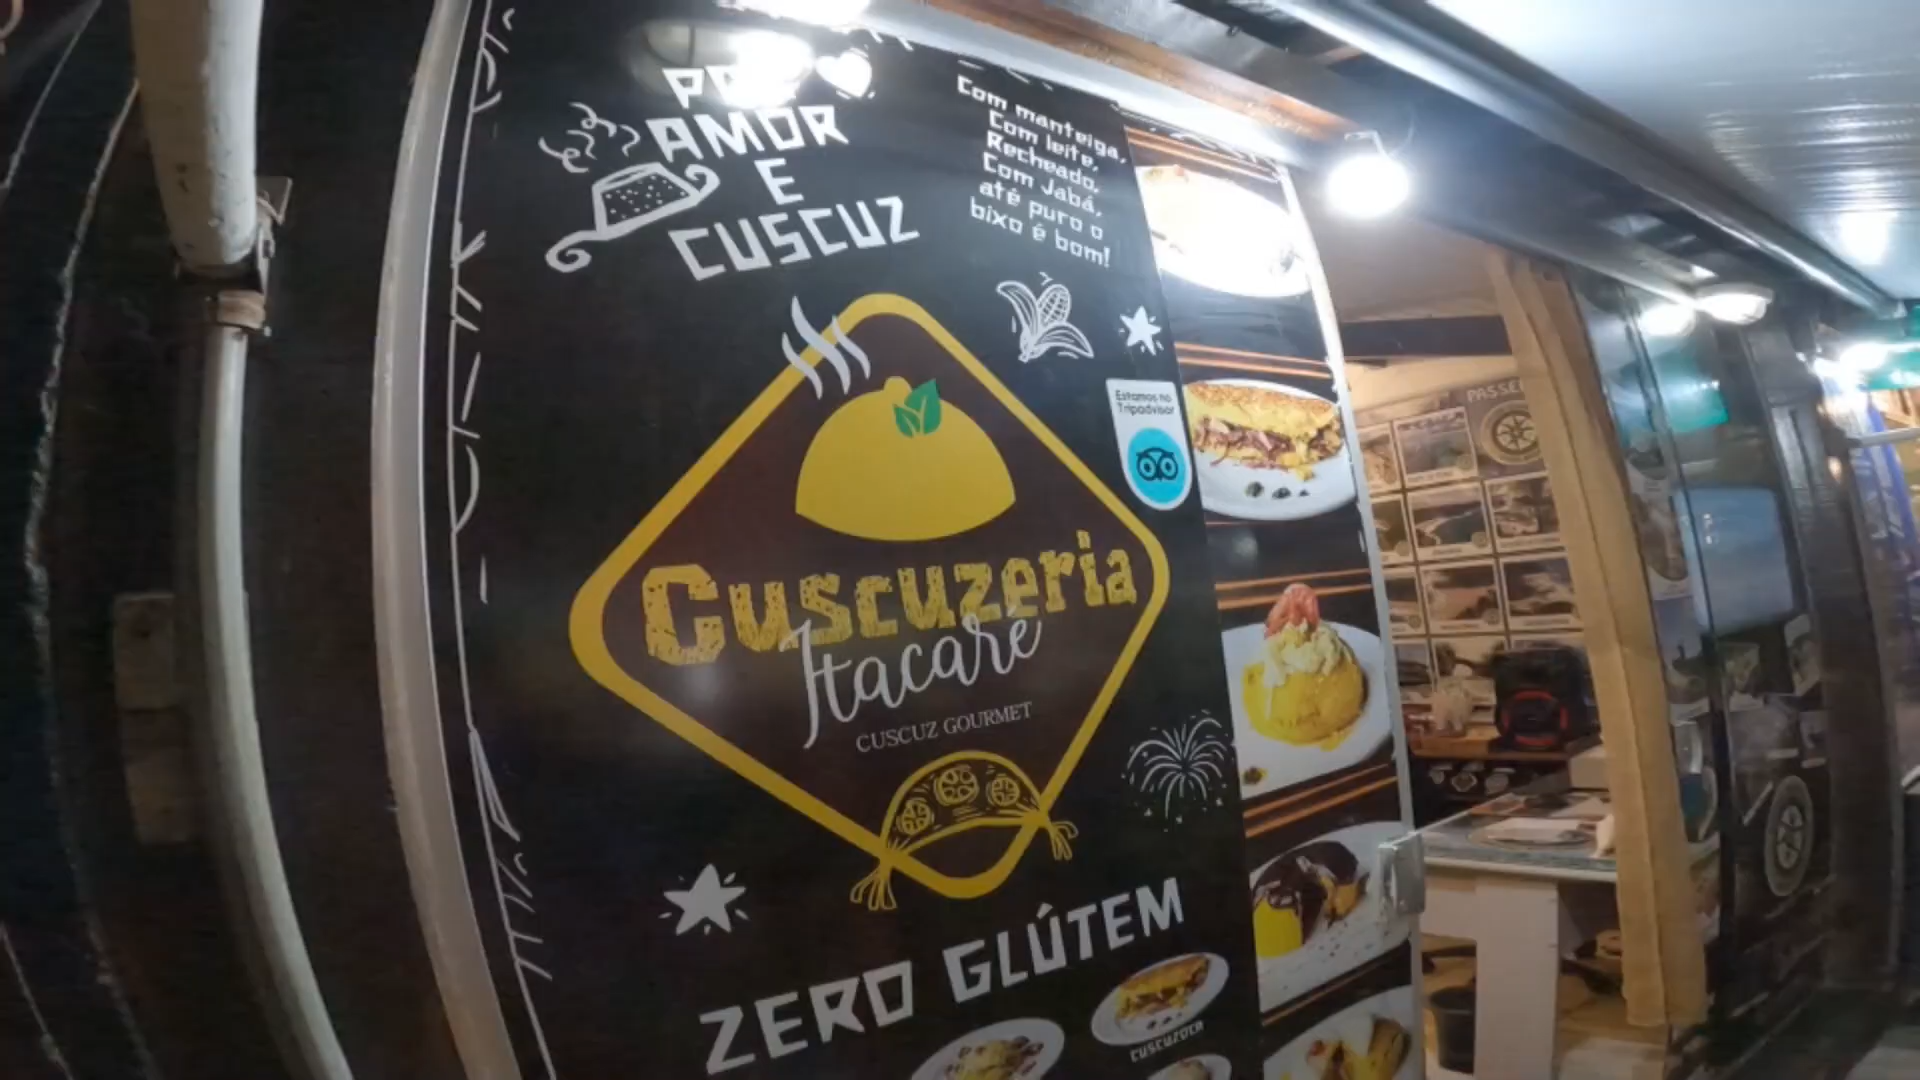 AMOR
E
CUSCUZ
Com manteiga,
Com leite,
Recheado,
Com Jabá,
até puro o
bixo é bom!
Estamos no
Tripadvisor
Cuscuzeria
Itacaré
CUSCUZ GOURMET
ZERO GLÚTEM
CUSCUZOCA